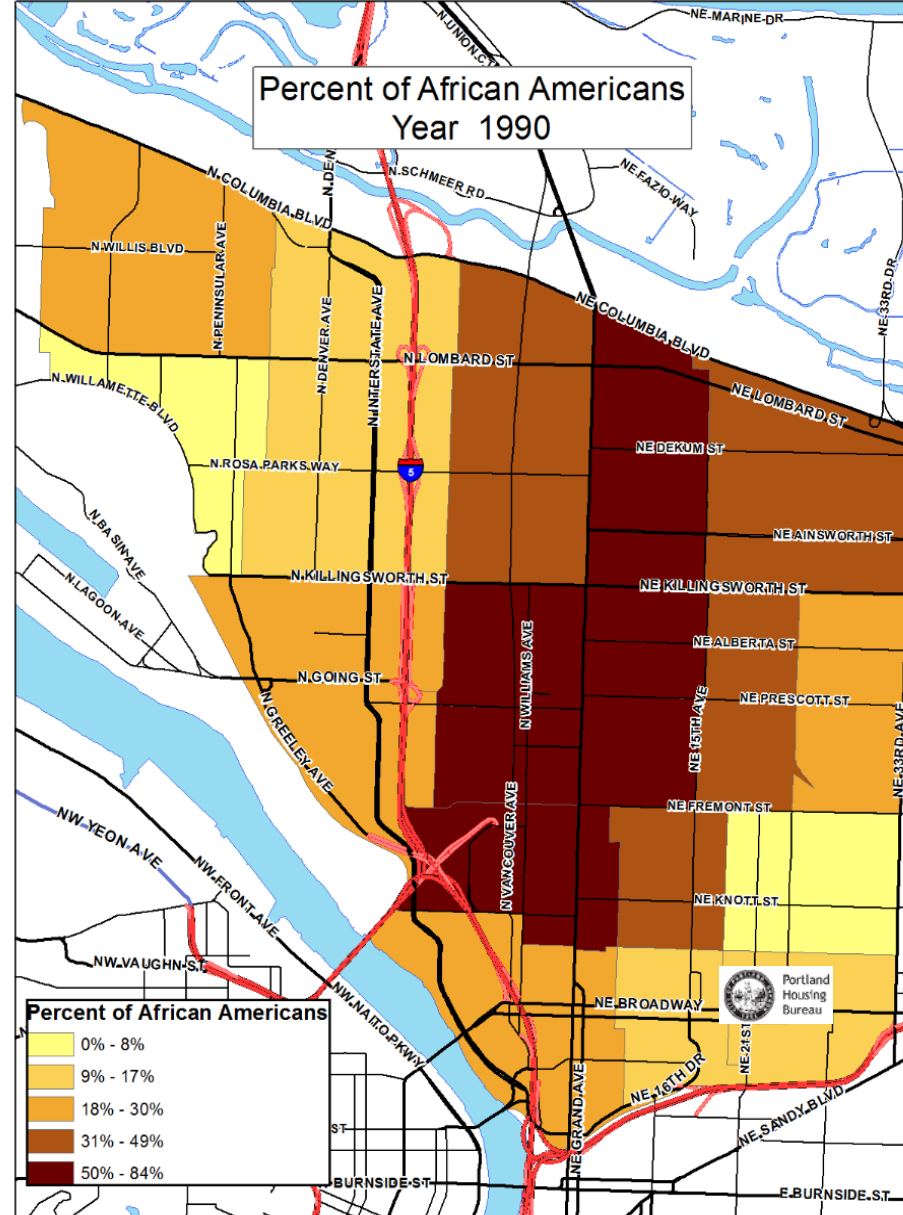 NE MARINE DR
N UNION CT
Percent of African Americans
Year 1990
N SCHMEER RD
NE FAZIO WAY
N COLUMBIA BLVD
N WILLIS BLVD
N PENINSULAR AVE
NE 33RD DR
NE COLUMBIA BLVD
N DENVER AVE
N INTERSTATE AVE
N LOMBARD ST
N WILLAMETTE BLVD
NE LOMBARD ST
NE DEKUM ST
N ROSA PARKS WAY
5
N BASIN AVE
NE AINSWORTH ST
N LAGOON AVE
N KILLINGSWORTH ST
NE KILLINGSWORTH ST
N WILLIAMS AVE
NE ALBERTA ST
N GOING ST
NE 15TH AVE
NE PRESCOTT ST
N GREELEY AVE
NE 33RD AVE
NE FREMONT ST
N VANCOUVER AVE
NW YEON AVE
NW FRONT AVE
NE KNOTT ST
NW VAUGHN ST
Portland
Housing
Bureau
NW NAITO PKWY
NE BROADWAY
NE 21ST
NE 16TH DR
NE GRAND AVE
NE SANDY BLVD
Percent of African Americans
0% - 8%
9% - 17%
18% - 30%
31% - 49%
50% - 84%
ST
BURNSIDE ST
E BURNSIDE ST